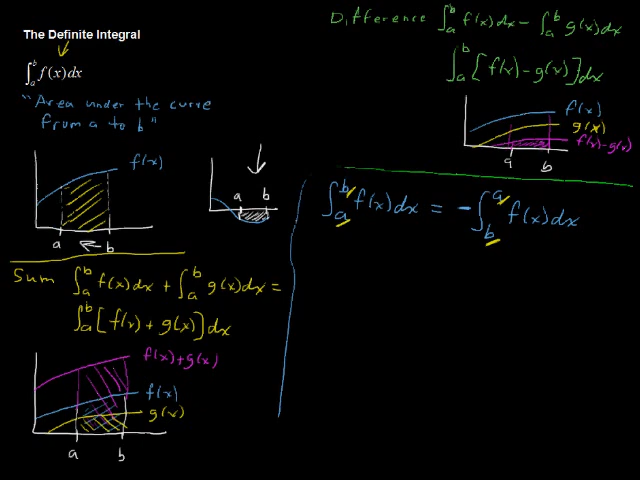 The Definite Integral
∫_a^b f(x)dx
"Area under the curve
from a to b"
f(x)
a b
a b
Sum ∫_a^b f(x)dx + ∫_a^b g(x)dx =
∫_a^b [f(x) + g(x)]dx
f(x)+g(x)
f(x)
g(x)
a b
Difference ∫_a^b f(x)dx - ∫_a^b g(x)dx
∫_a^b [f(x) - g(x)]dx
f(x)
g(x)
f(x)-g(x)
a b
∫_a^b f(x)dx = -∫_b^a f(x)dx